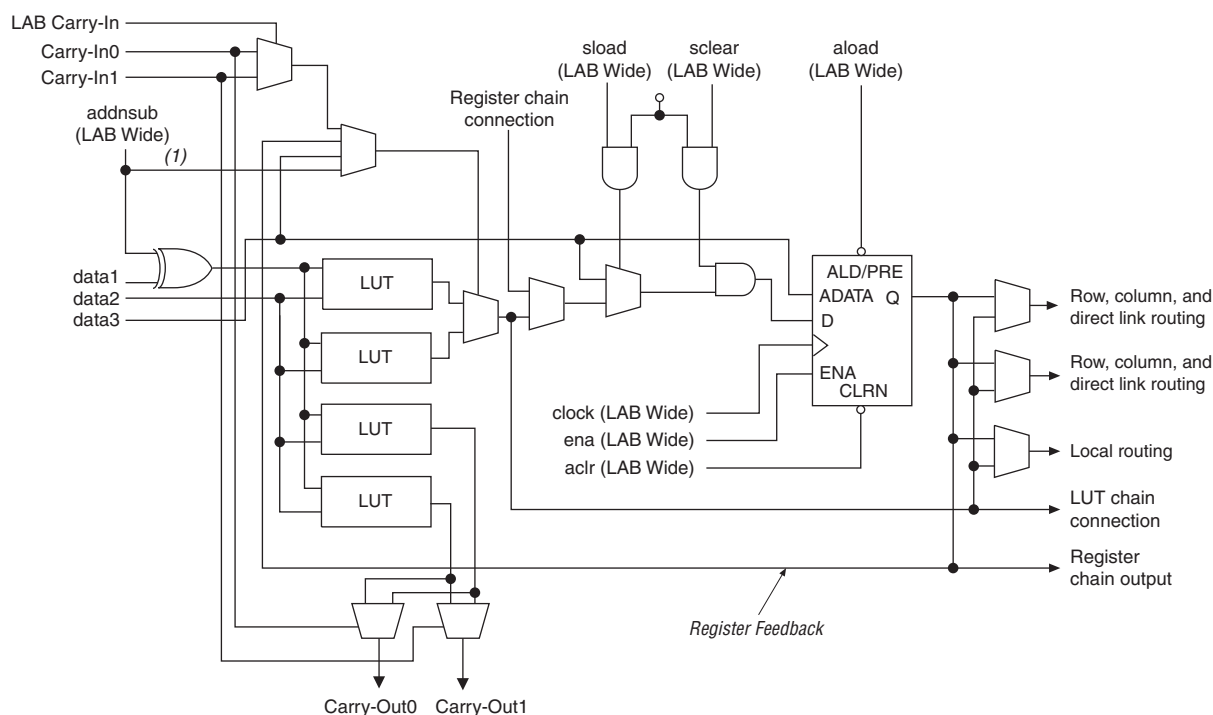 LAB Carry-In
Carry-In0
Carry-In1
addnsub
(LAB Wide)
(1)
Register chain
connection
sload
(LAB Wide)
sclear
(LAB Wide)
aload
(LAB Wide)
data1
data2
data3
LUT
LUT
LUT
LUT
ALD/PRE
ADATA
Q
D
ENA
CLRN
clock (LAB Wide)
ena (LAB Wide)
aclr (LAB Wide)
Row, column, and
direct link routing
Row, column, and
direct link routing
Local routing
LUT chain
connection
Register
chain output
Register Feedback
Carry-Out0
Carry-Out1